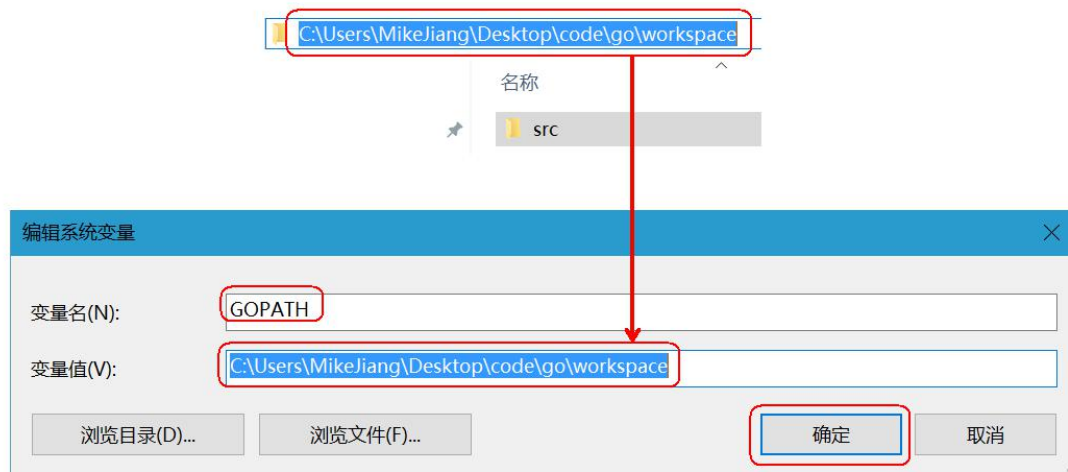 C:\Users\MikeJiang\Desktop\code\go\workspace
名称
src
编辑系统变量
变量名(N):
GOPATH
变量值(V):
C:\Users\MikeJiang\Desktop\code\go\workspace
浏览目录(D)...
浏览文件(F)...
确定
取消